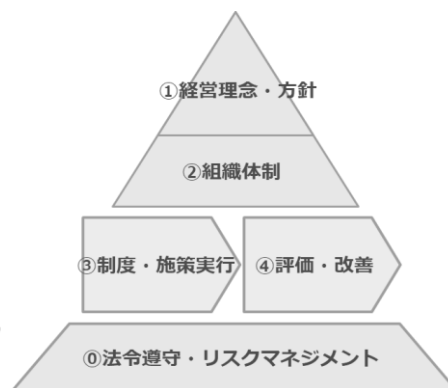 ①経営理念・方針
②組織体制
③制度・施策実行
④評価・改善
⓪法令遵守・リスクマネジメント